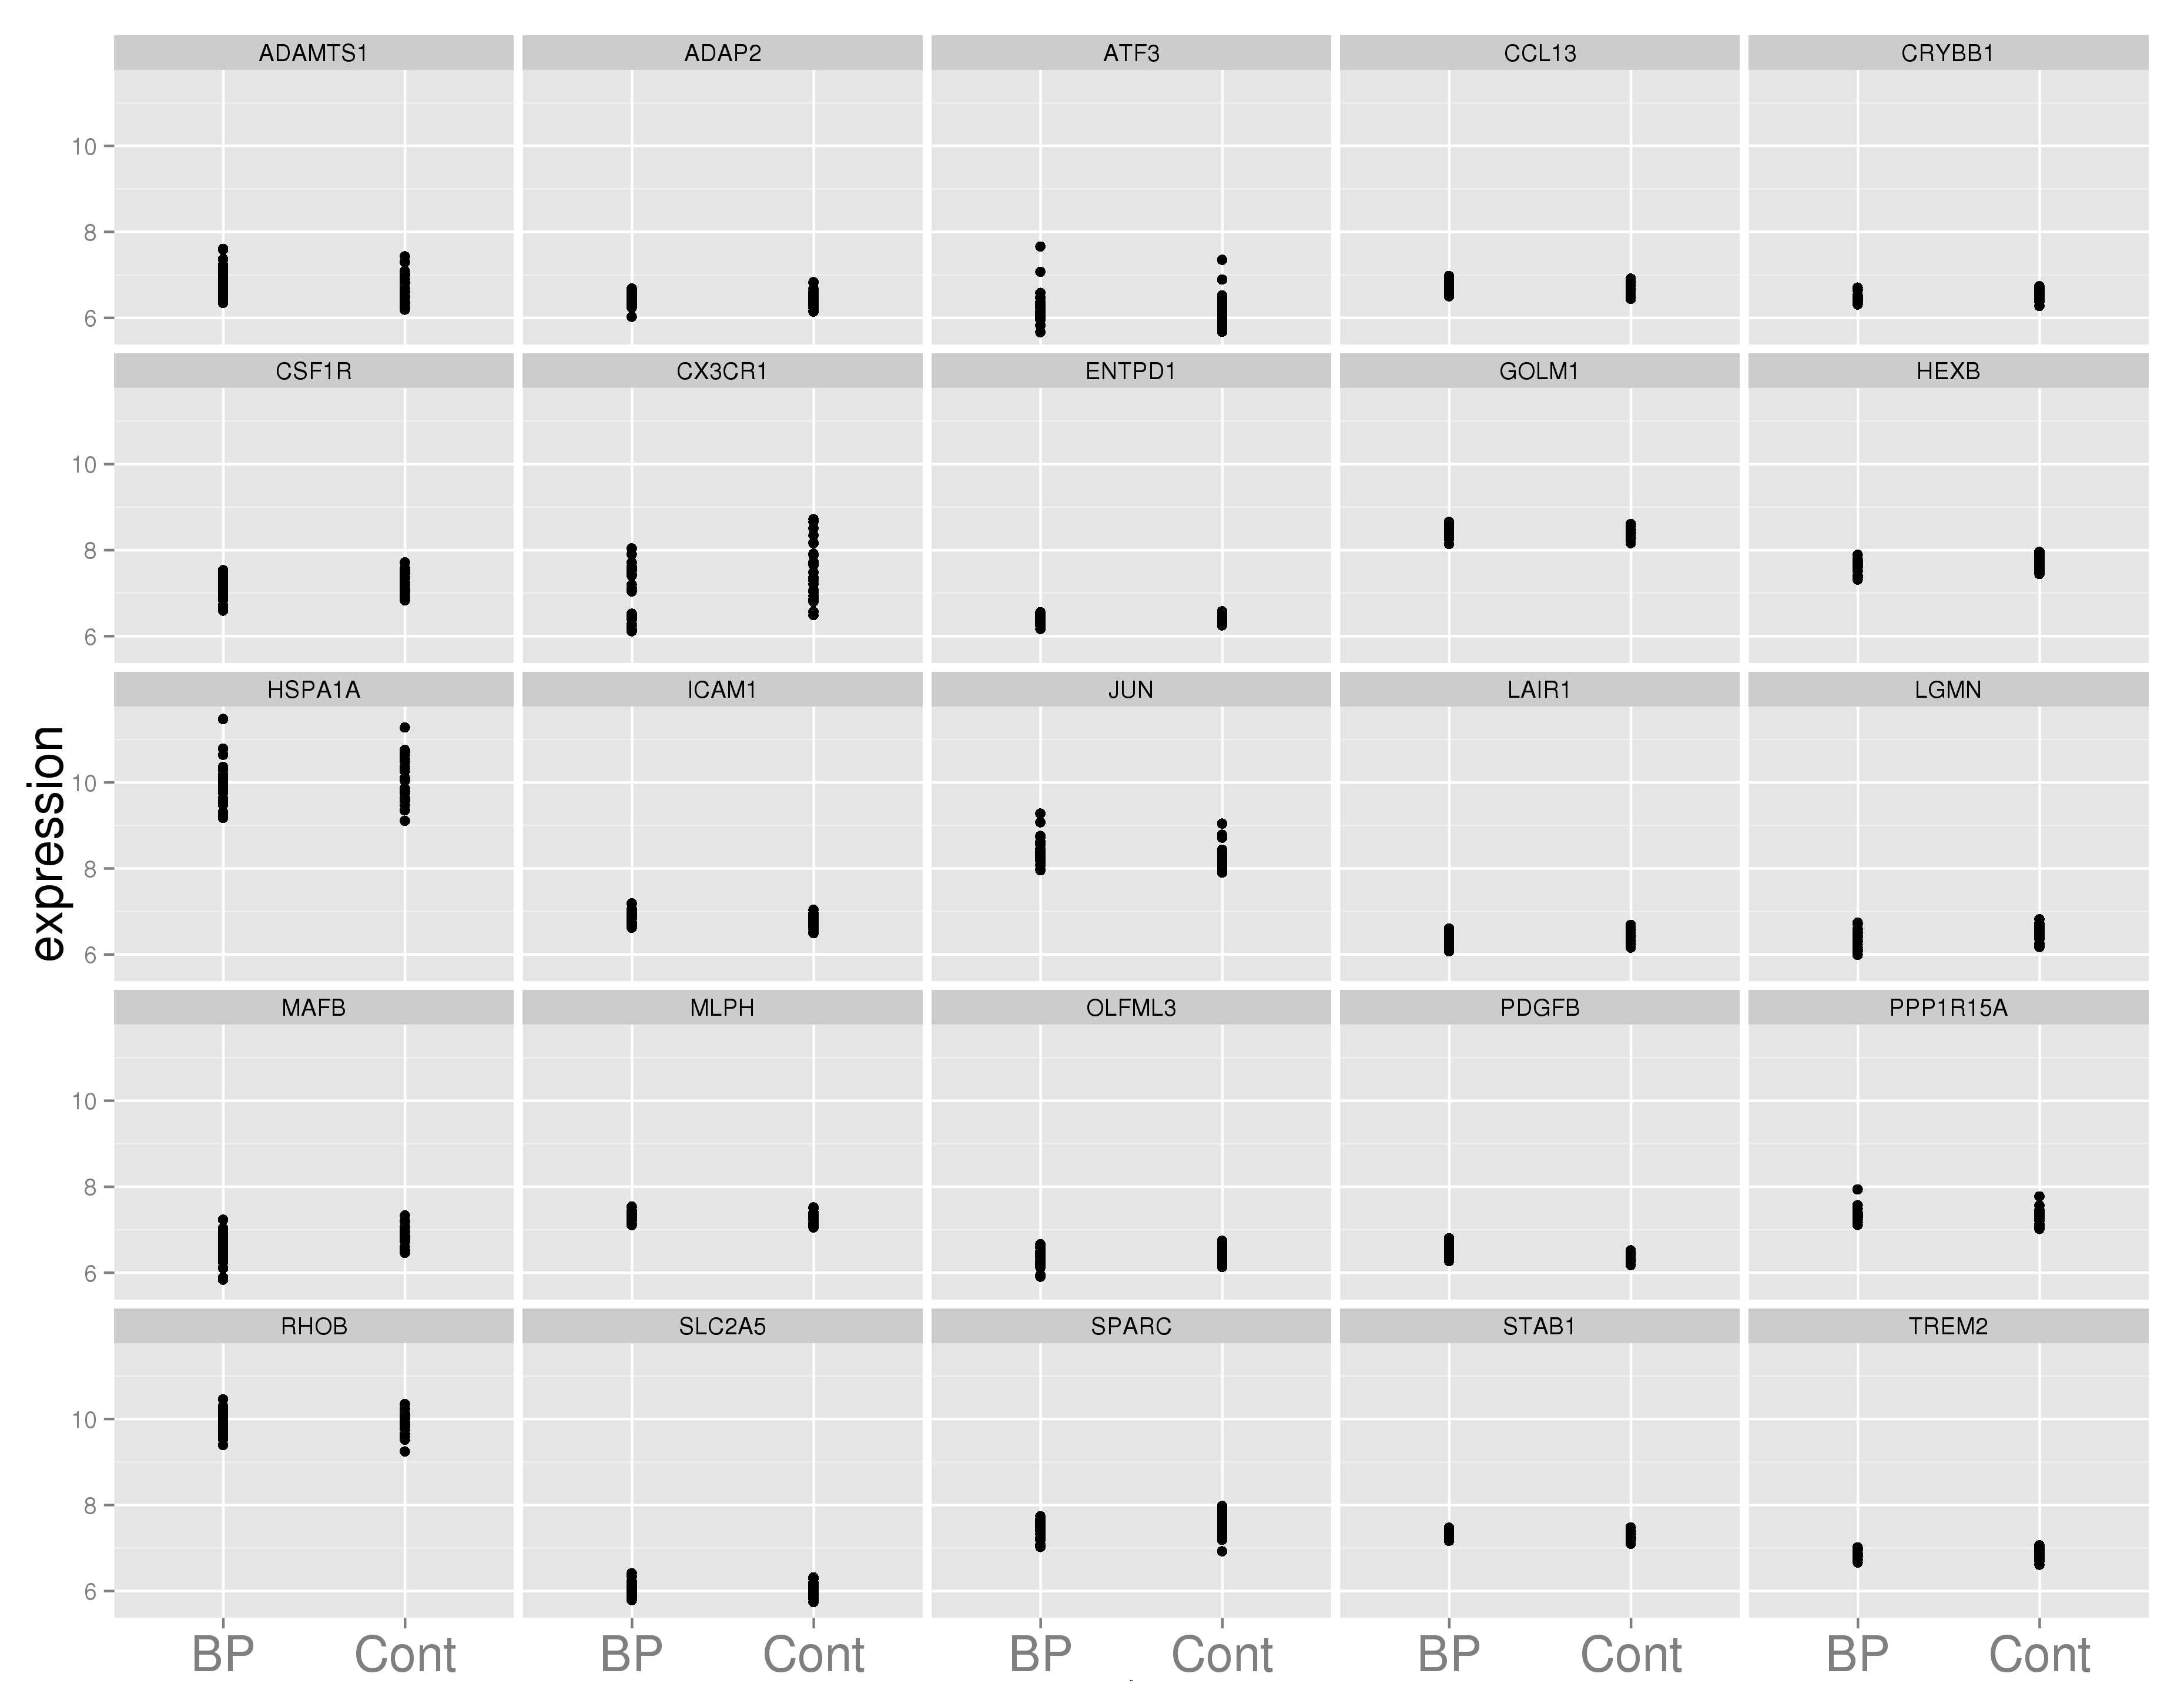 ADAMTS1 ADAP2 ATF3 CCL13 CRYBB1
10
8
6
CSF1R CX3CR1 ENTPD1 GOLM1 HEXB
10
8
6
HSPA1A ICAM1 JUN LAIR1 LGMN
10
8
6
expression
MAFB MLPH OLFML3 PDGFB PPP1R15A
10
8
6
RHOB SLC2A5 SPARC STAB1 TREM2
10
8
6
BP Cont BP Cont BP Cont BP Cont BP Cont